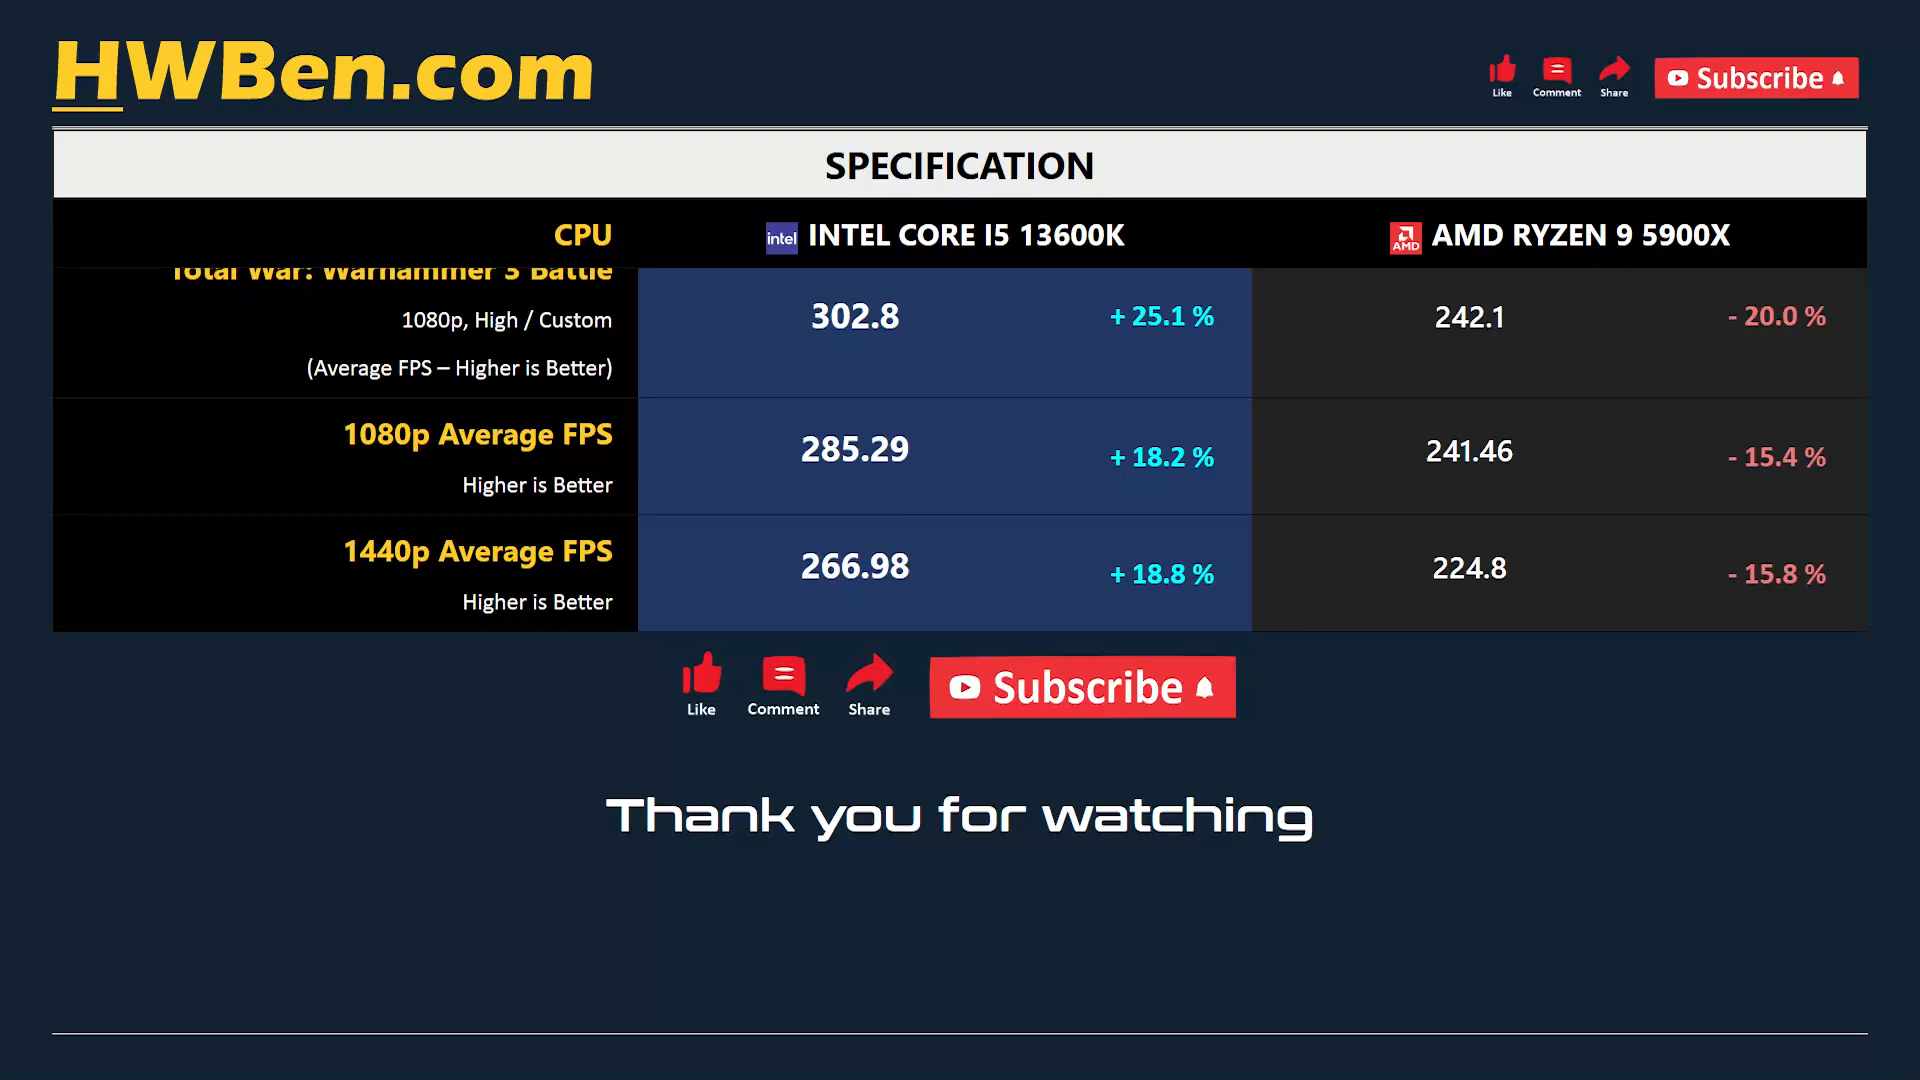 HWBen.com
Like Comment Share Subscribe
SPECIFICATION
CPU intel INTEL CORE I5 13600K AMD AMD RYZEN 9 5900X
Total War: Warhammer 3 Battle
1080p, High / Custom 302.8 + 25.1 % 242.1 - 20.0 %
(Average FPS – Higher is Better)
1080p Average FPS 285.29 + 18.2 % 241.46 - 15.4 %
Higher is Better
1440p Average FPS 266.98 + 18.8 % 224.8 - 15.8 %
Higher is Better
Like Comment Share Subscribe
Thank you for watching